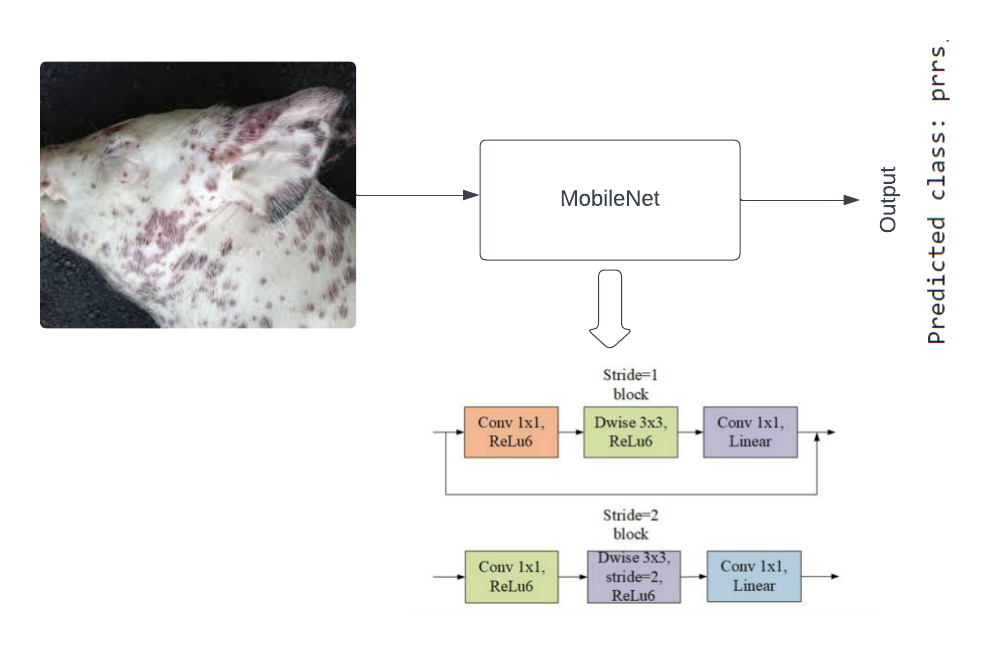 MobileNet
Output
Predicted class: prrs.
Stride=1
block
Conv 1x1,
ReLu6
Dwise 3x3,
ReLu6
Conv 1x1,
Linear
Stride=2
block
Conv 1x1,
ReLu6
Dwise 3x3,
stride=2,
ReLu6
Conv 1x1,
Linear